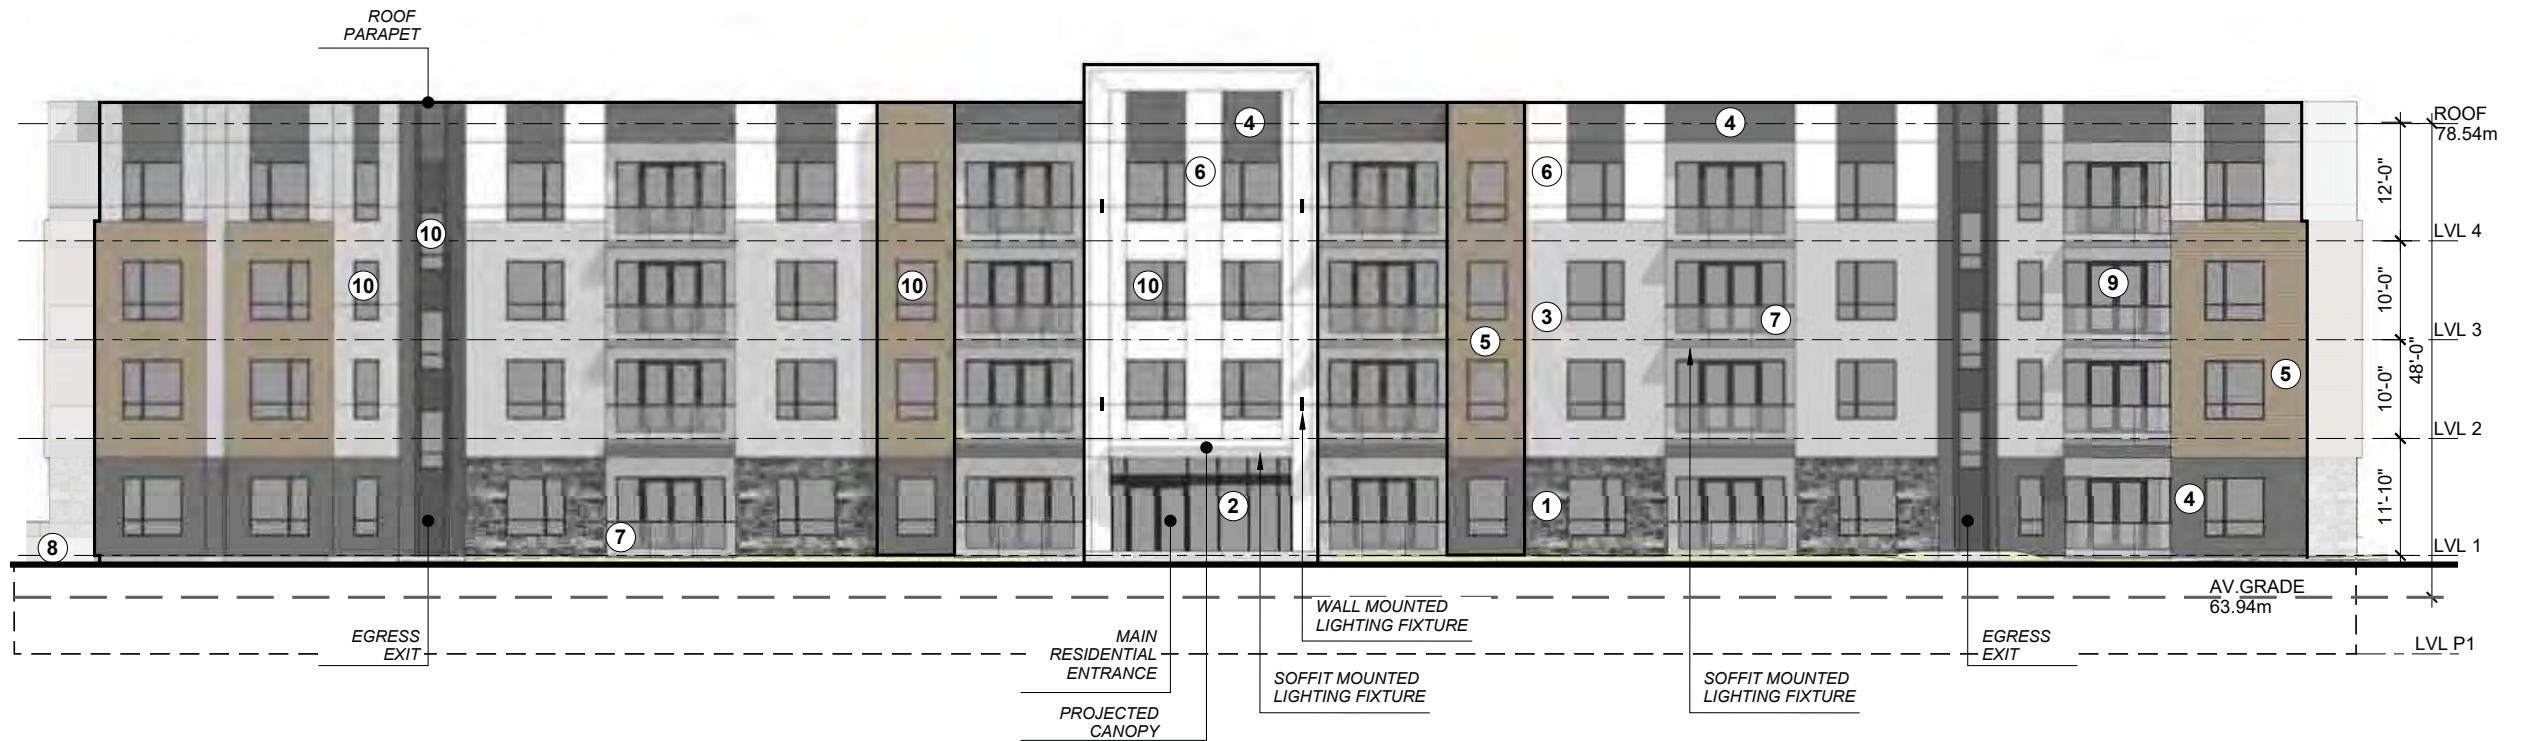 ROOF
PARAPET
4
4
ROOF
78.54m
6
6
12'-0"
10
LVL 4
10
10
10
9
10'-0"
3
7
5
LVL 3
48'-0"
5
10'-0"
LVL 2
4
2
1
11'-10"
7
8
LVL 1
AV.GRADE
63.94m
WALL MOUNTED
LIGHTING FIXTURE
EGRESS
EXIT
MAIN
RESIDENTIAL
ENTRANCE
EGRESS
EXIT
LVL P1
SOFFIT MOUNTED
LIGHTING FIXTURE
SOFFIT MOUNTED
LIGHTING FIXTURE
PROJECTED
CANOPY